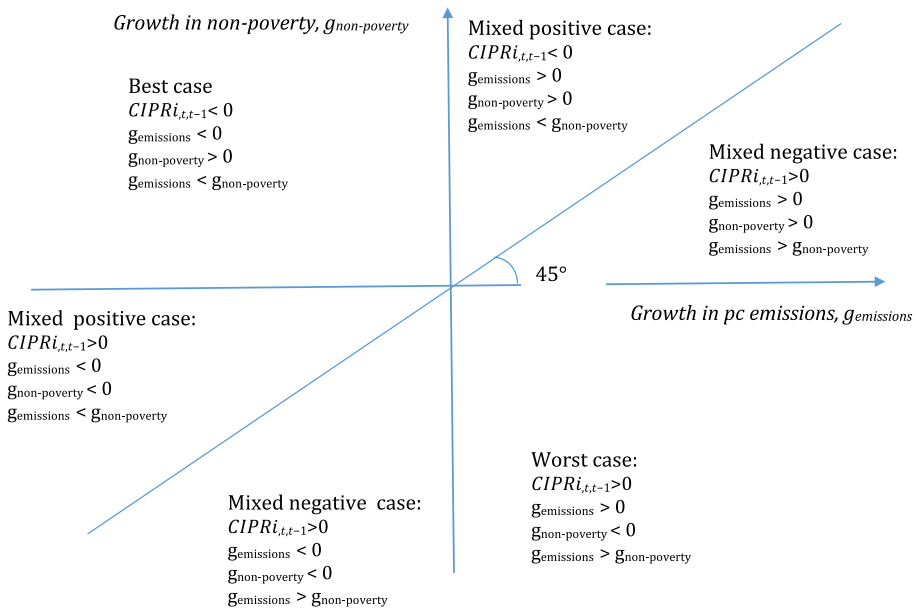 Growth in non-poverty, gnon-poverty
Mixed positive case:
CIPRi,t,t−1< 0
gemissions > 0
gnon-poverty > 0
gemissions < gnon-poverty
Best case
CIPRi,t,t−1< 0
gemissions < 0
gnon-poverty > 0
gemissions < gnon-poverty
Mixed negative case:
CIPRi,t,t−1>0
gemissions > 0
gnon-poverty > 0
gemissions > gnon-poverty
45°
Growth in pc emissions, gemissions
Mixed positive case:
CIPRi,t,t−1>0
gemissions < 0
gnon-poverty < 0
gemissions < gnon-poverty
Worst case:
CIPRi,t,t−1>0
gemissions > 0
gnon-poverty < 0
gemissions > gnon-poverty
Mixed negative case:
CIPRi,t,t−1>0
gemissions < 0
gnon-poverty < 0
gemissions > gnon-poverty